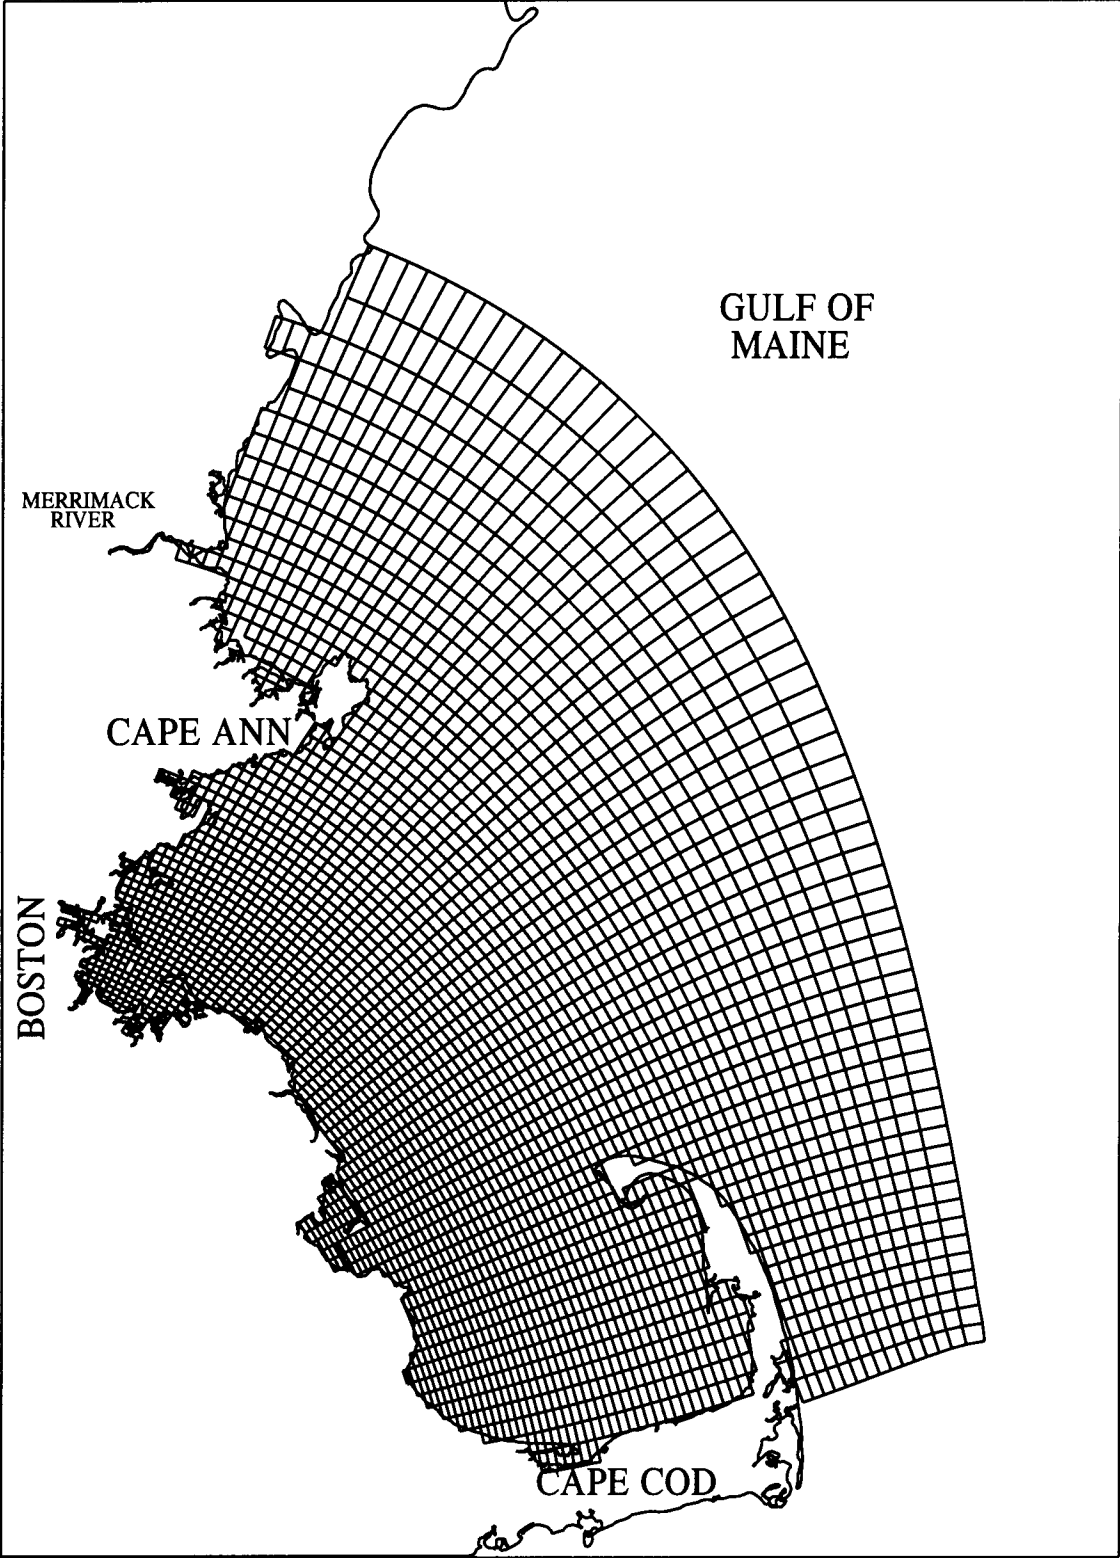 GULF OF
MAINE
MERRIMACK
RIVER
CAPE ANN
BOSTON
CAPE COD